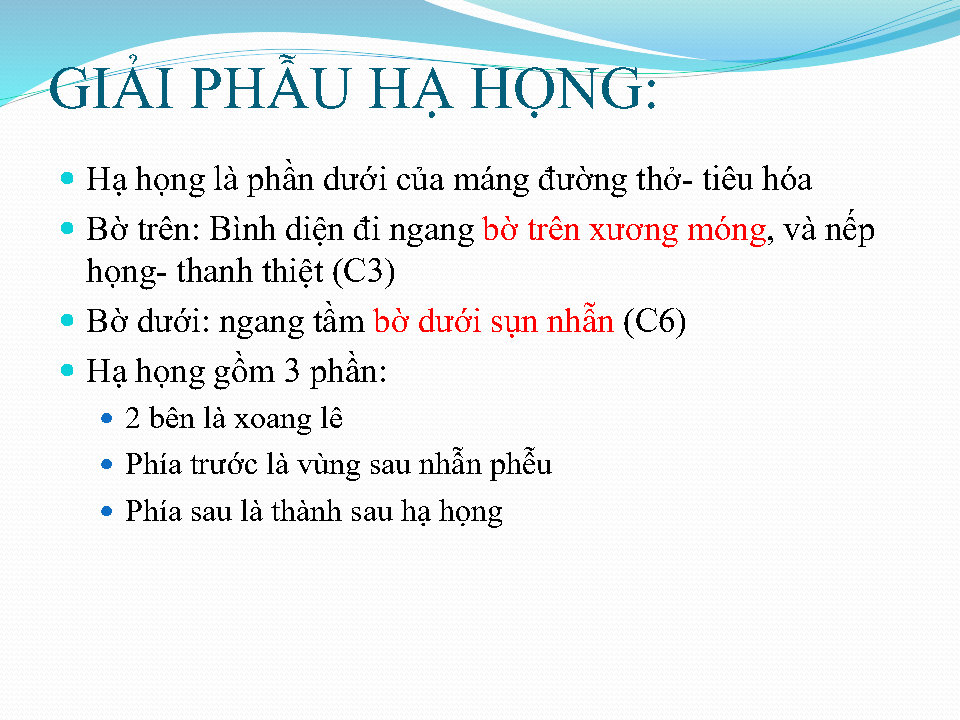 GIẢI PHẪU HẠ HỌNG:
Hạ họng là phần dưới của máng đường thở- tiêu hóa
Bờ trên: Bình diện đi ngang bờ trên xương móng, và nếp
họng- thanh thiệt (C3)
Bờ dưới: ngang tầm bờ dưới sụn nhẫn (C6)
Hạ họng gồm 3 phần:
2 bên là xoang lê
Phía trước là vùng sau nhẫn phễu
Phía sau là thành sau hạ họng